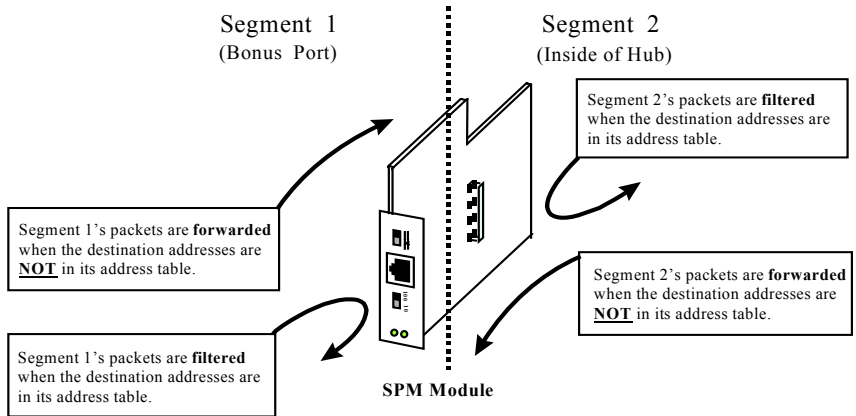 Segment 1
(Bonus Port)
Segment 2
(Inside of Hub)
Segment 2's packets are filtered
when the destination addresses are
in its address table.
Segment 1's packets are forwarded
when the destination addresses are
NOT in its address table.
Segment 2's packets are forwarded
when the destination addresses are
NOT in its address table.
Segment 1's packets are filtered
when the destination addresses are
in its address table.
100 10
SPM Module